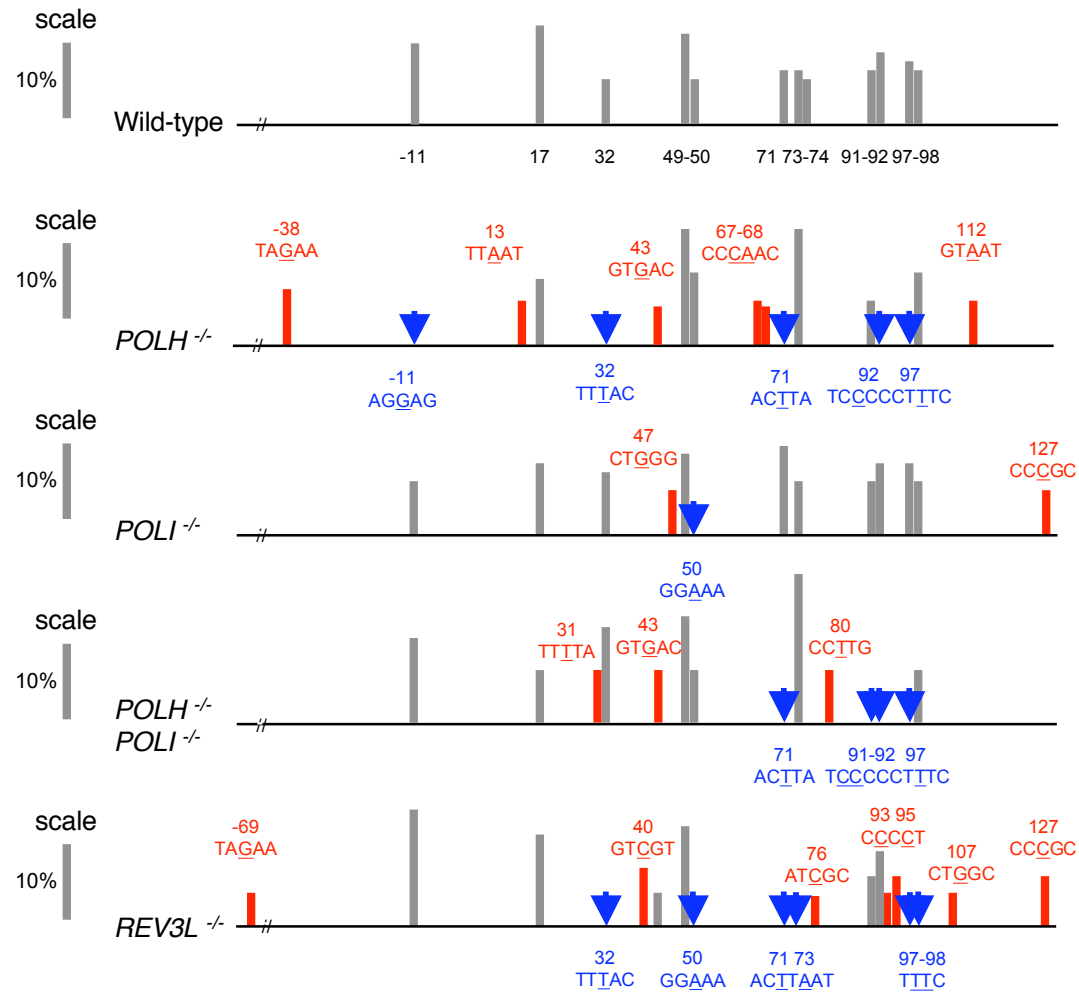 scale
10%
Wild-type
//
-11 17 32 49-50 71 73-74 91-92 97-98
scale
10%
-38
TAGAA
13
TTAAT
43
GTGAC
67-68
CCCAAC
112
GTAAT
POLH -/-
//
-11
AGGAG
32
TTTAC
71
ACTTA
92 97
TCCCCCTTTC
scale
10%
47
CTGGG
127
CCCGC
POLI -/-
//
50
GGAAA
scale
10%
31
TTTTA
43
GTGAC
80
CCTTG
POLH -/-
POLI -/-
//
71
ACTTA
91-92 97
TCCCCCTTTC
scale
10%
-69
TAGAA
40
GTCGT
76
ATCGC
93 95
CCCCT
107
CTGGC
127
CCCGC
REV3L -/-
//
32
TTTAC
50
GGAAA
71 73
ACTTAAT
97-98
TTTC